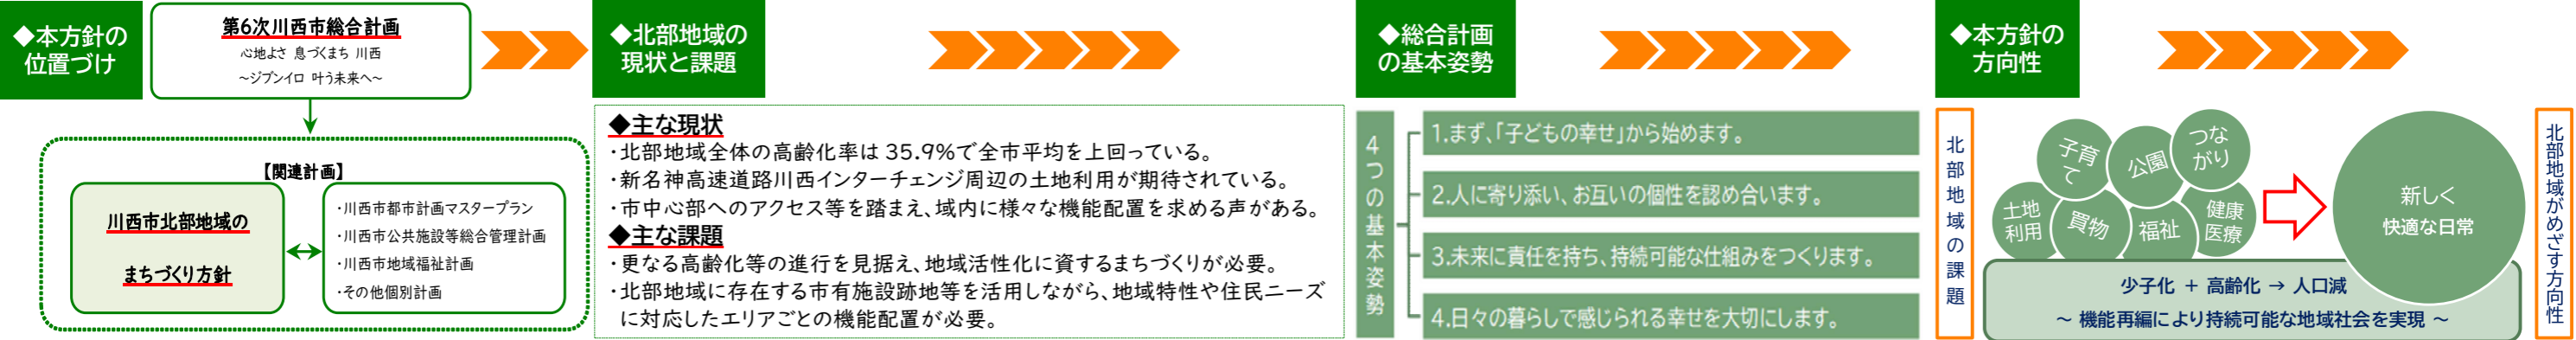 ◆本方針の
位置づけ
第6次川西市総合計画
心地よさ 息づくまち 川西
～ジブンイロ 叶う未来へ～
【関連計画】
川西市北部地域の
まちづくり方針
・川西市都市計画マスタープラン
・川西市公共施設等総合管理計画
・川西市地域福祉計画
・その他個別計画
◆北部地域の
現状と課題
◆主な現状
・北部地域全体の高齢化率は 35.9%で全市平均を上回っている。
・新名神高速道路川西インターチェンジ周辺の土地利用が期待されている。
・市中心部へのアクセス等を踏まえ、域内に様々な機能配置を求める声がある。
◆主な課題
・更なる高齢化等の進行を見据え、地域活性化に資するまちづくりが必要。
・北部地域に存在する市有施設跡地等を活用しながら、地域特性や住民ニーズ
に対応したエリアごとの機能配置が必要。
◆総合計画
の基本姿勢
4つの基本姿勢
1.まず、「子どもの幸せ」から始めます。
2.人に寄り添い、お互いの個性を認め合います。
3.未来に責任を持ち、持続可能な仕組みをつくります。
4.日々の暮らしで感じられる幸せを大切にします。
◆本方針の
方向性
北部地域の課題
子育
て
公園
つな
がり
土地
利用
買物
福祉
健康
医療
新しく
快適な日常
少子化 ＋ 高齢化 → 人口減
～ 機能再編により持続可能な地域社会を実現 ～
北部地域がめざす方向性